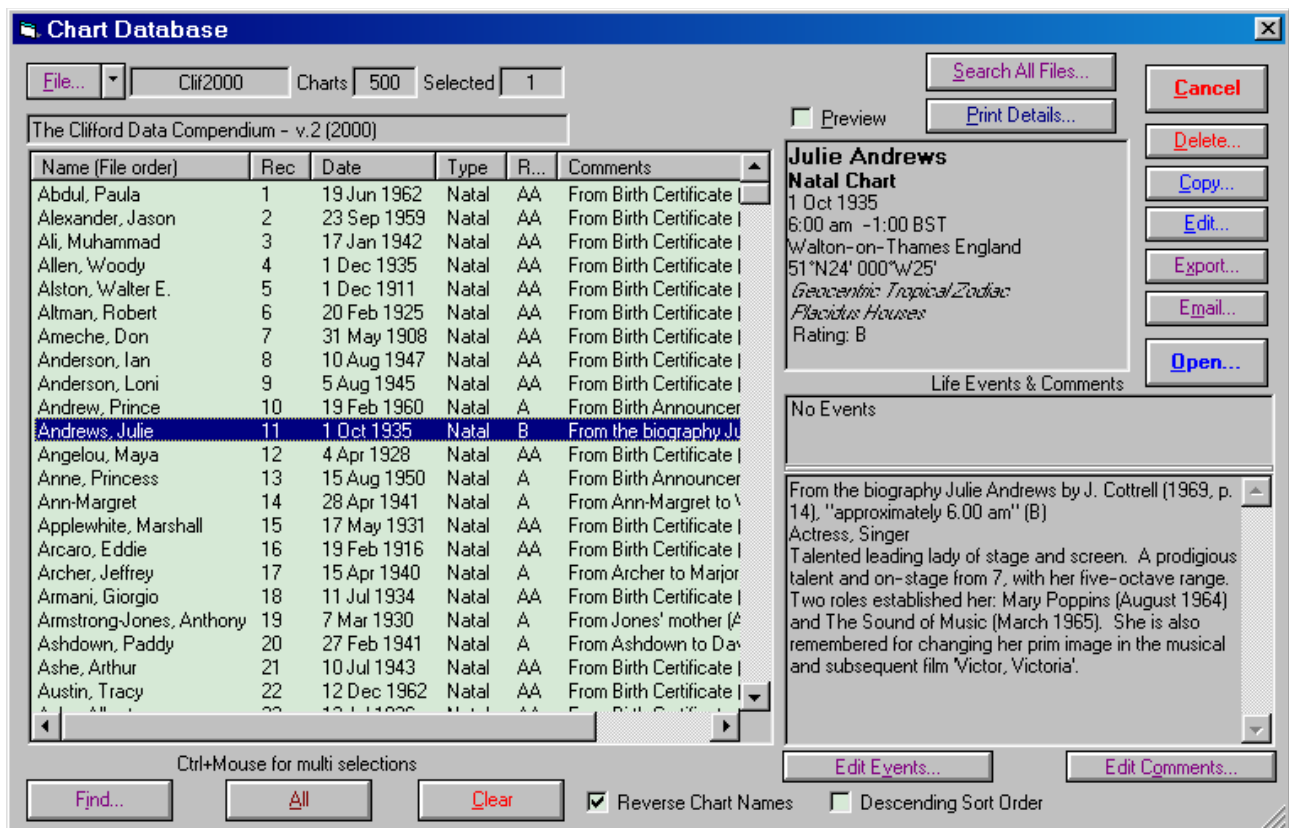 Chart Database
File... Clif2000 Charts 500 Selected 1
Search All Files...
Cancel
Preview Print Details...
The Clifford Data Compendium - v.2 (2000)
Delete...
Copy...
Edit...
Export...
Email...
Open...
Name (File order) Rec Date Type R... Comments
Abdul, Paula 1 19 Jun 1962 Natal AA From Birth Certificate
Alexander, Jason 2 23 Sep 1959 Natal AA From Birth Certificate
Ali, Muhammad 3 17 Jan 1942 Natal AA From Birth Certificate
Allen, Woody 4 1 Dec 1935 Natal AA From Birth Certificate
Alston, Walter E. 5 1 Dec 1911 Natal AA From Birth Certificate
Altman, Robert 6 20 Feb 1925 Natal AA From Birth Certificate
Ameche, Don 7 31 May 1908 Natal AA From Birth Certificate
Anderson, Ian 8 10 Aug 1947 Natal AA From Birth Certificate
Anderson, Loni 9 5 Aug 1945 Natal AA From Birth Certificate
Andrew, Prince 10 19 Feb 1960 Natal A From Birth Announcer
Andrews, Julie 11 1 Oct 1935 Natal B From the biography Ju
Angelou, Maya 12 4 Apr 1928 Natal AA From Birth Certificate
Anne, Princess 13 15 Aug 1950 Natal A From Birth Announcer
Ann-Margret 14 28 Apr 1941 Natal A From Ann-Margret to
Applewhite, Marshall 15 17 May 1931 Natal AA From Birth Certificate
Arcaro, Eddie 16 19 Feb 1916 Natal AA From Birth Certificate
Archer, Jeffrey 17 15 Apr 1940 Natal A From Archer to Marjor
Armani, Giorgio 18 11 Jul 1934 Natal AA From Birth Certificate
Armstrong-Jones, Anthony 19 7 Mar 1930 Natal A From Jones' mother (A
Ashdown, Paddy 20 27 Feb 1941 Natal A From Ashdown to Da
Ashe, Arthur 21 10 Jul 1943 Natal AA From Birth Certificate
Austin, Tracy 22 12 Dec 1962 Natal AA From Birth Certificate
Julie Andrews
Natal Chart
1 Oct 1935
6:00 am -1:00 BST
Walton-on-Thames England
51°N24' 000°W25'
Geocentric Tropical Zodiac
Placidus Houses
Rating: B
Life Events & Comments
No Events
From the biography Julie Andrews by J. Cottrell (1969, p.
14), "approximately 6.00 am" (B)
Actress, Singer
Talented leading lady of stage and screen. A prodigious
talent and on-stage from 7, with her five-octave range.
Two roles established her: Mary Poppins (August 1964)
and The Sound of Music (March 1965). She is also
remembered for changing her prim image in the musical
and subsequent film 'Victor, Victoria'.
Edit Events... Edit Comments...
Ctrl+Mouse for multi selections
Find... All Clear Reverse Chart Names Descending Sort Order